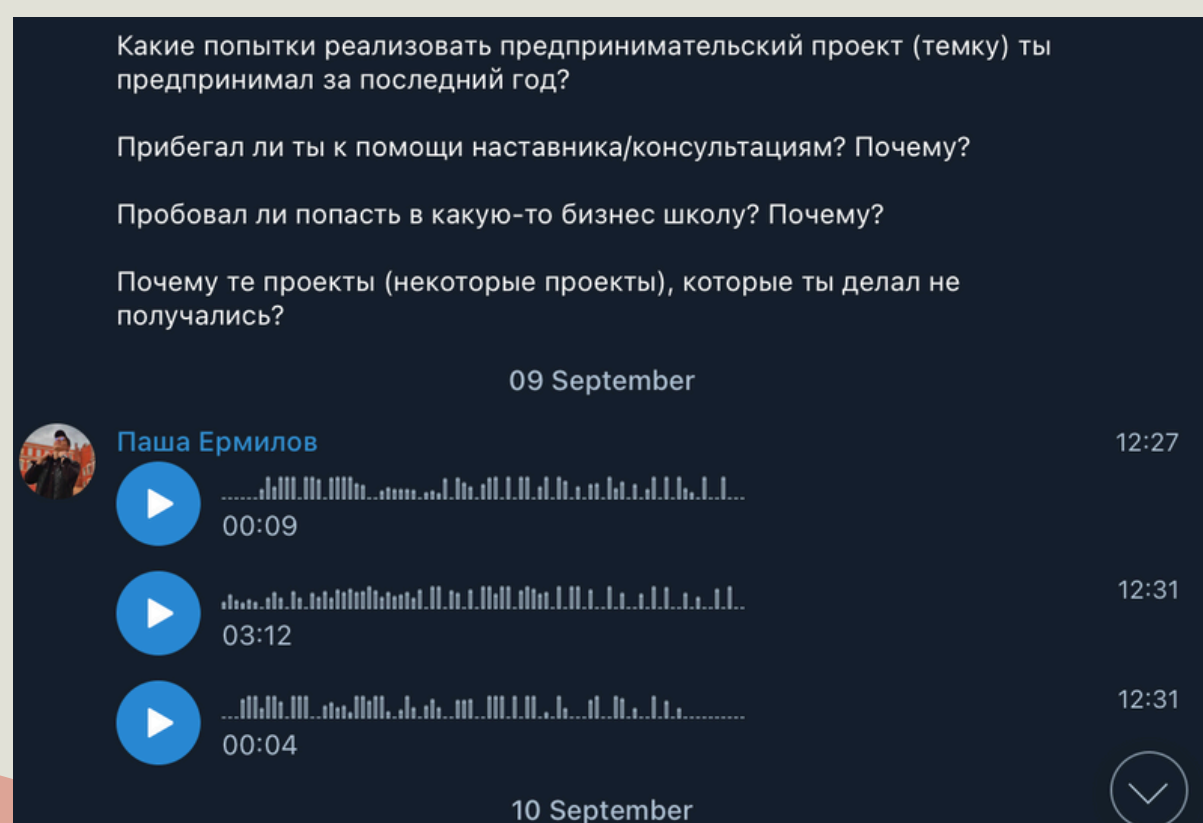 Какие попытки реализовать предпринимательский проект (темку) ты
предпринимал за последний год?
Прибегал ли ты к помощи наставника/консультациям? Почему?
Пробовал ли попасть в какую-то бизнес школу? Почему?
Почему те проекты (некоторые проекты), которые ты делал не
получались?
09 September
Паша Ермилов 12:27
00:09
12:31
03:12
12:31
00:04
10 September